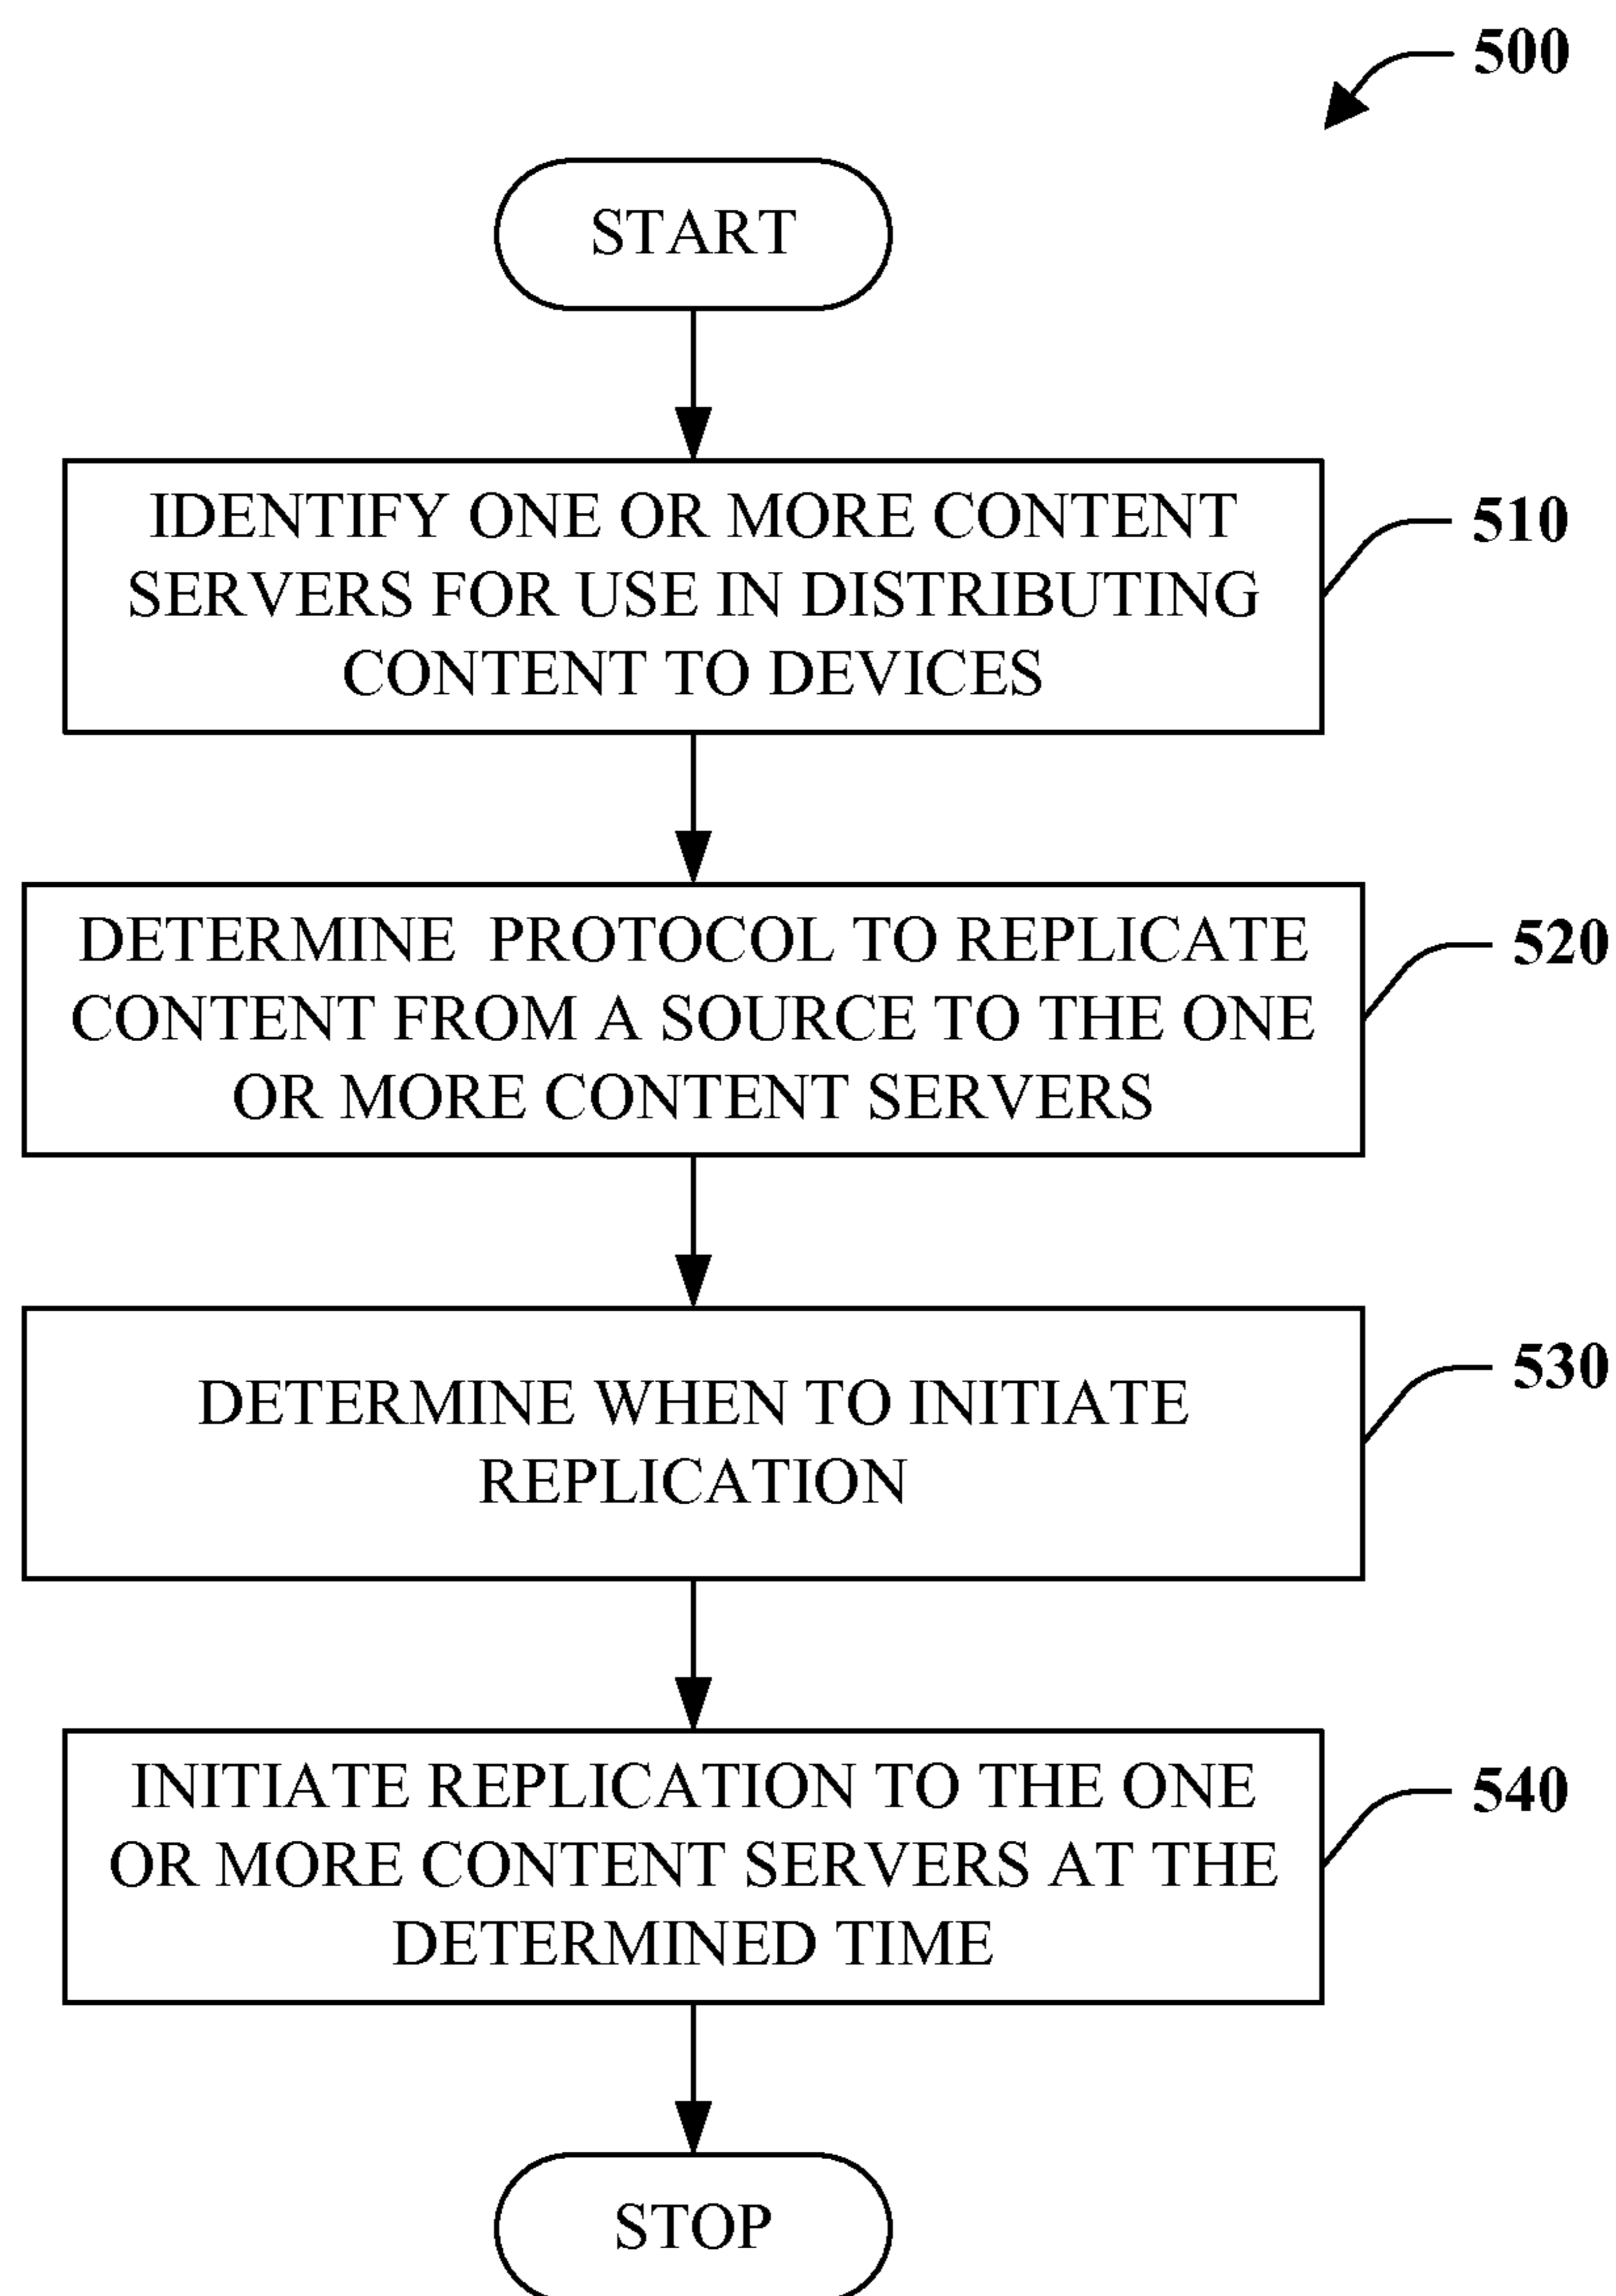 500
START
IDENTIFY ONE OR MORE CONTENT
SERVERS FOR USE IN DISTRIBUTING
CONTENT TO DEVICES
510
DETERMINE PROTOCOL TO REPLICATE
CONTENT FROM A SOURCE TO THE ONE
OR MORE CONTENT SERVERS
520
DETERMINE WHEN TO INITIATE
REPLICATION
530
INITIATE REPLICATION TO THE ONE
OR MORE CONTENT SERVERS AT THE
DETERMINED TIME
540
STOP